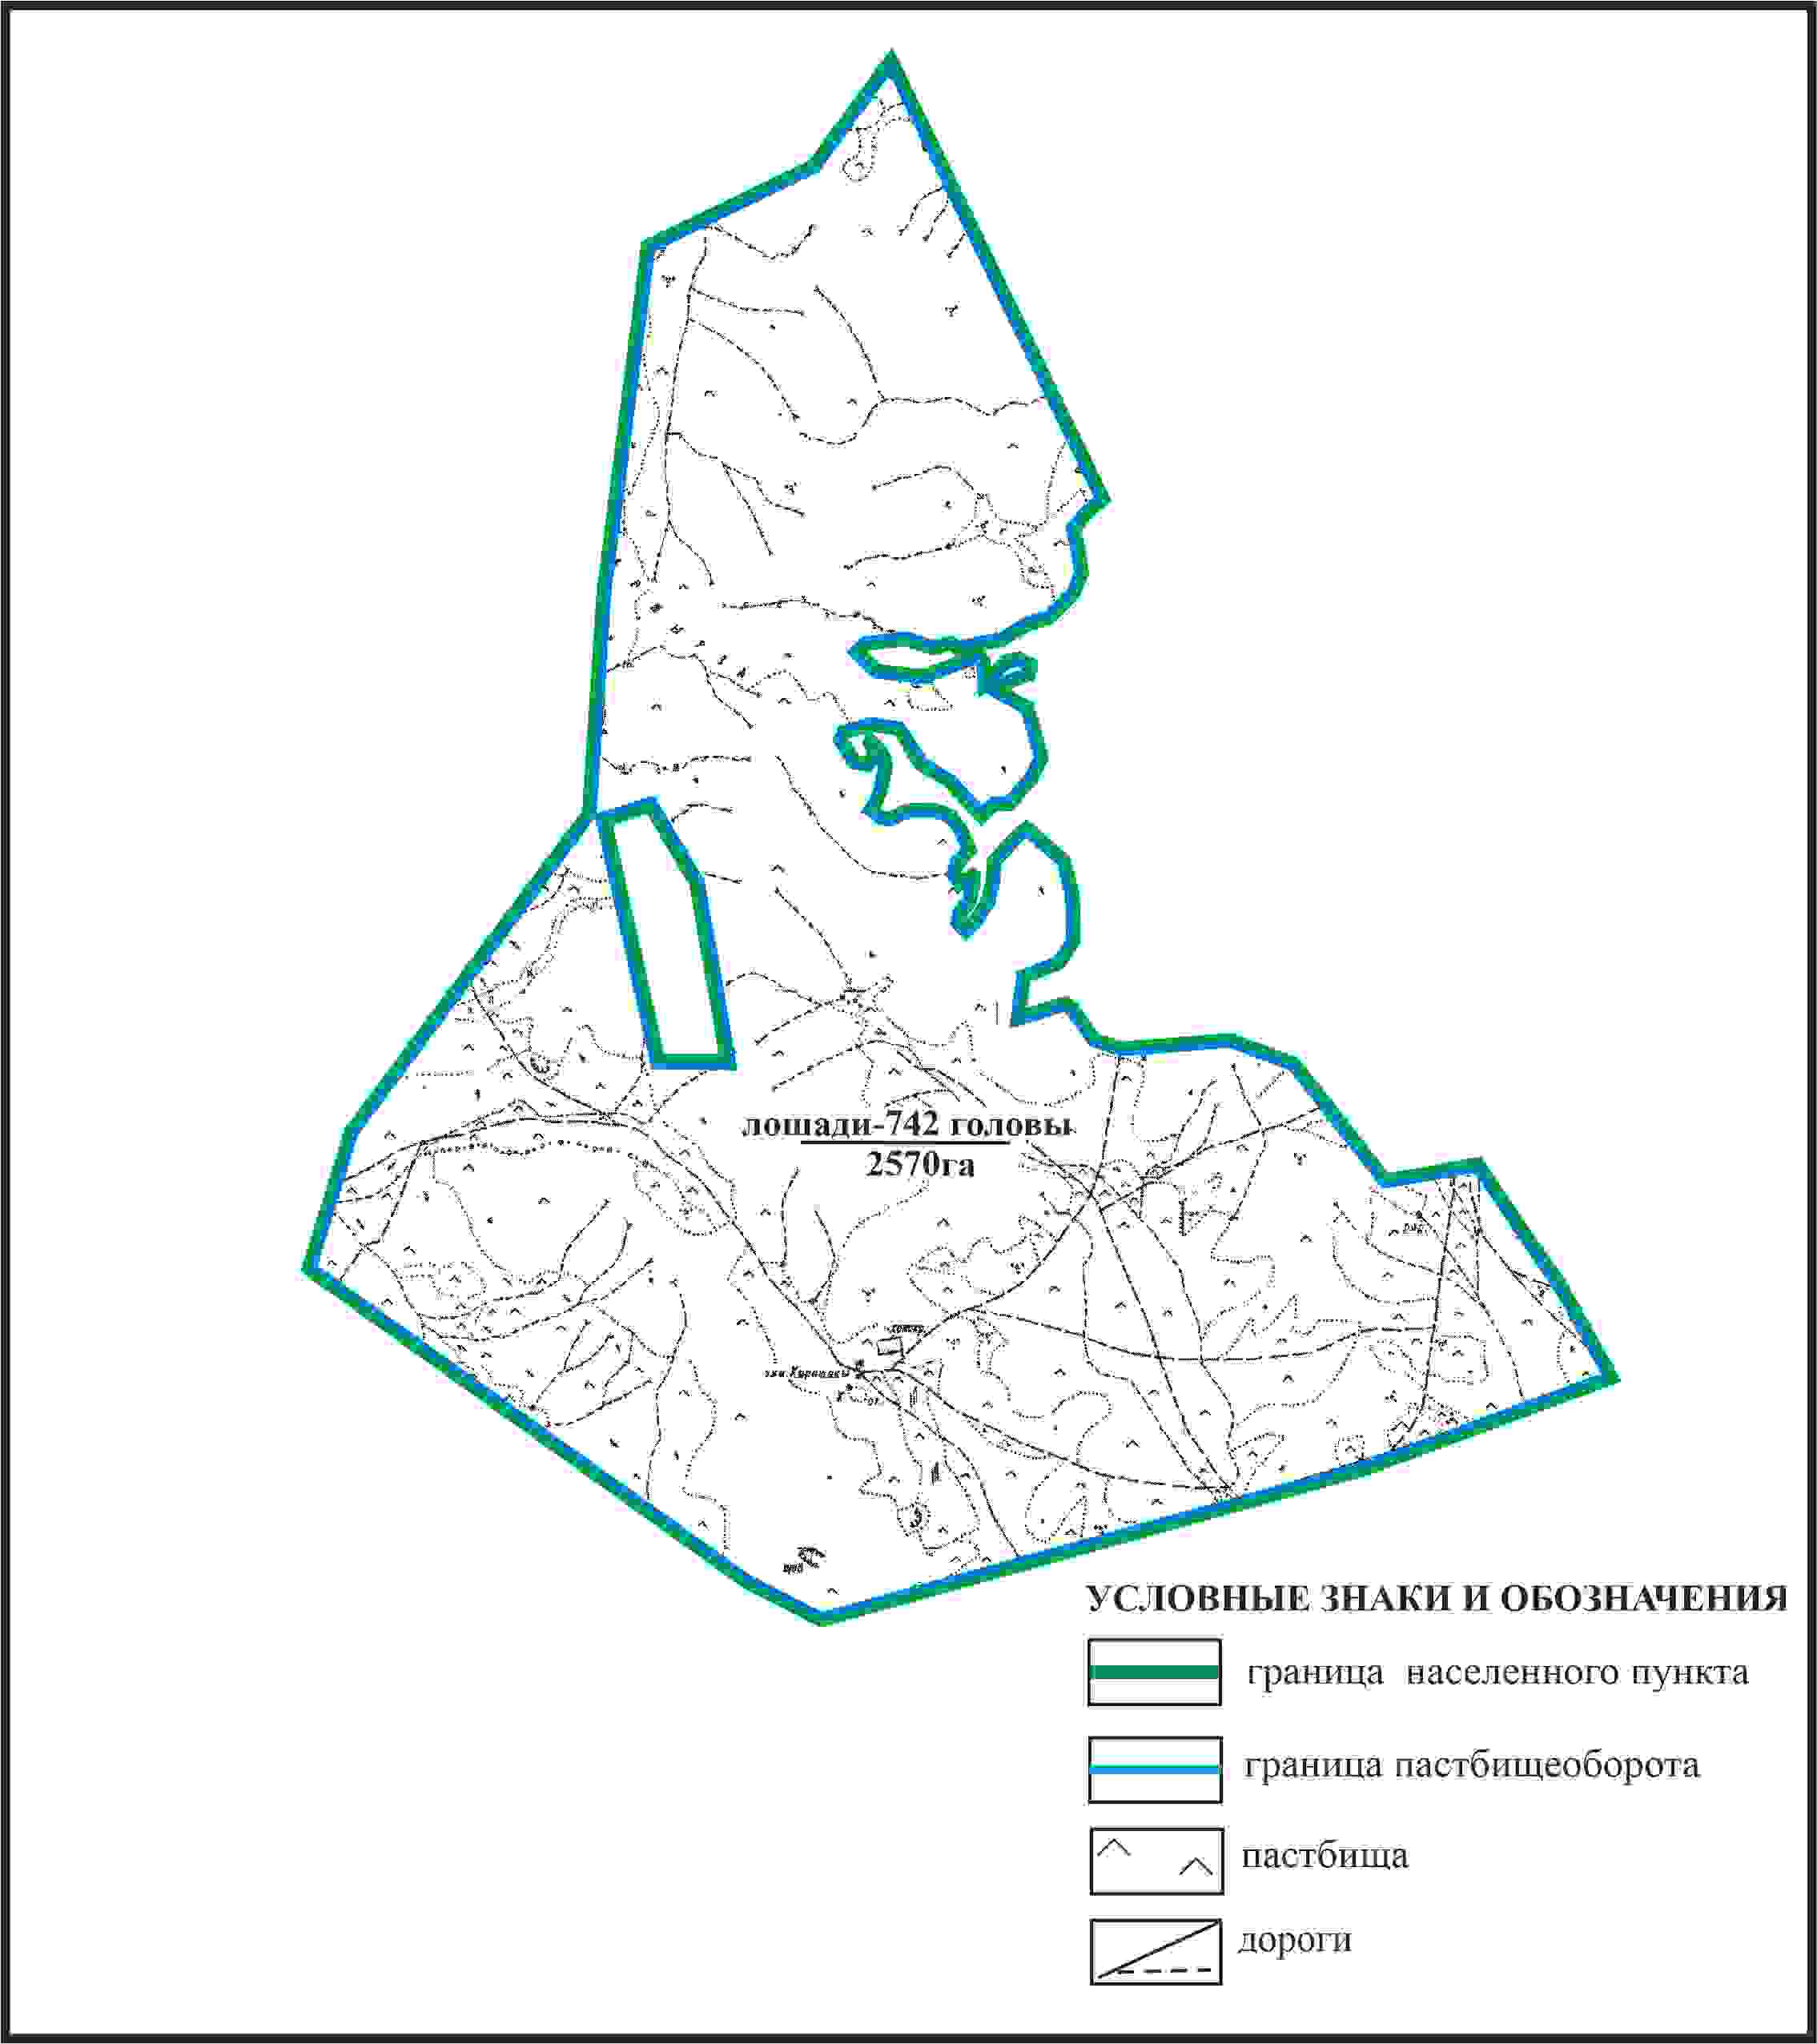 лошади-742 головы
2570га
УСЛОВНЫЕ ЗНАКИ И ОБОЗНАЧЕНИЯ
граница населенного пункта
граница пастбищеоборота
пастбища
дороги